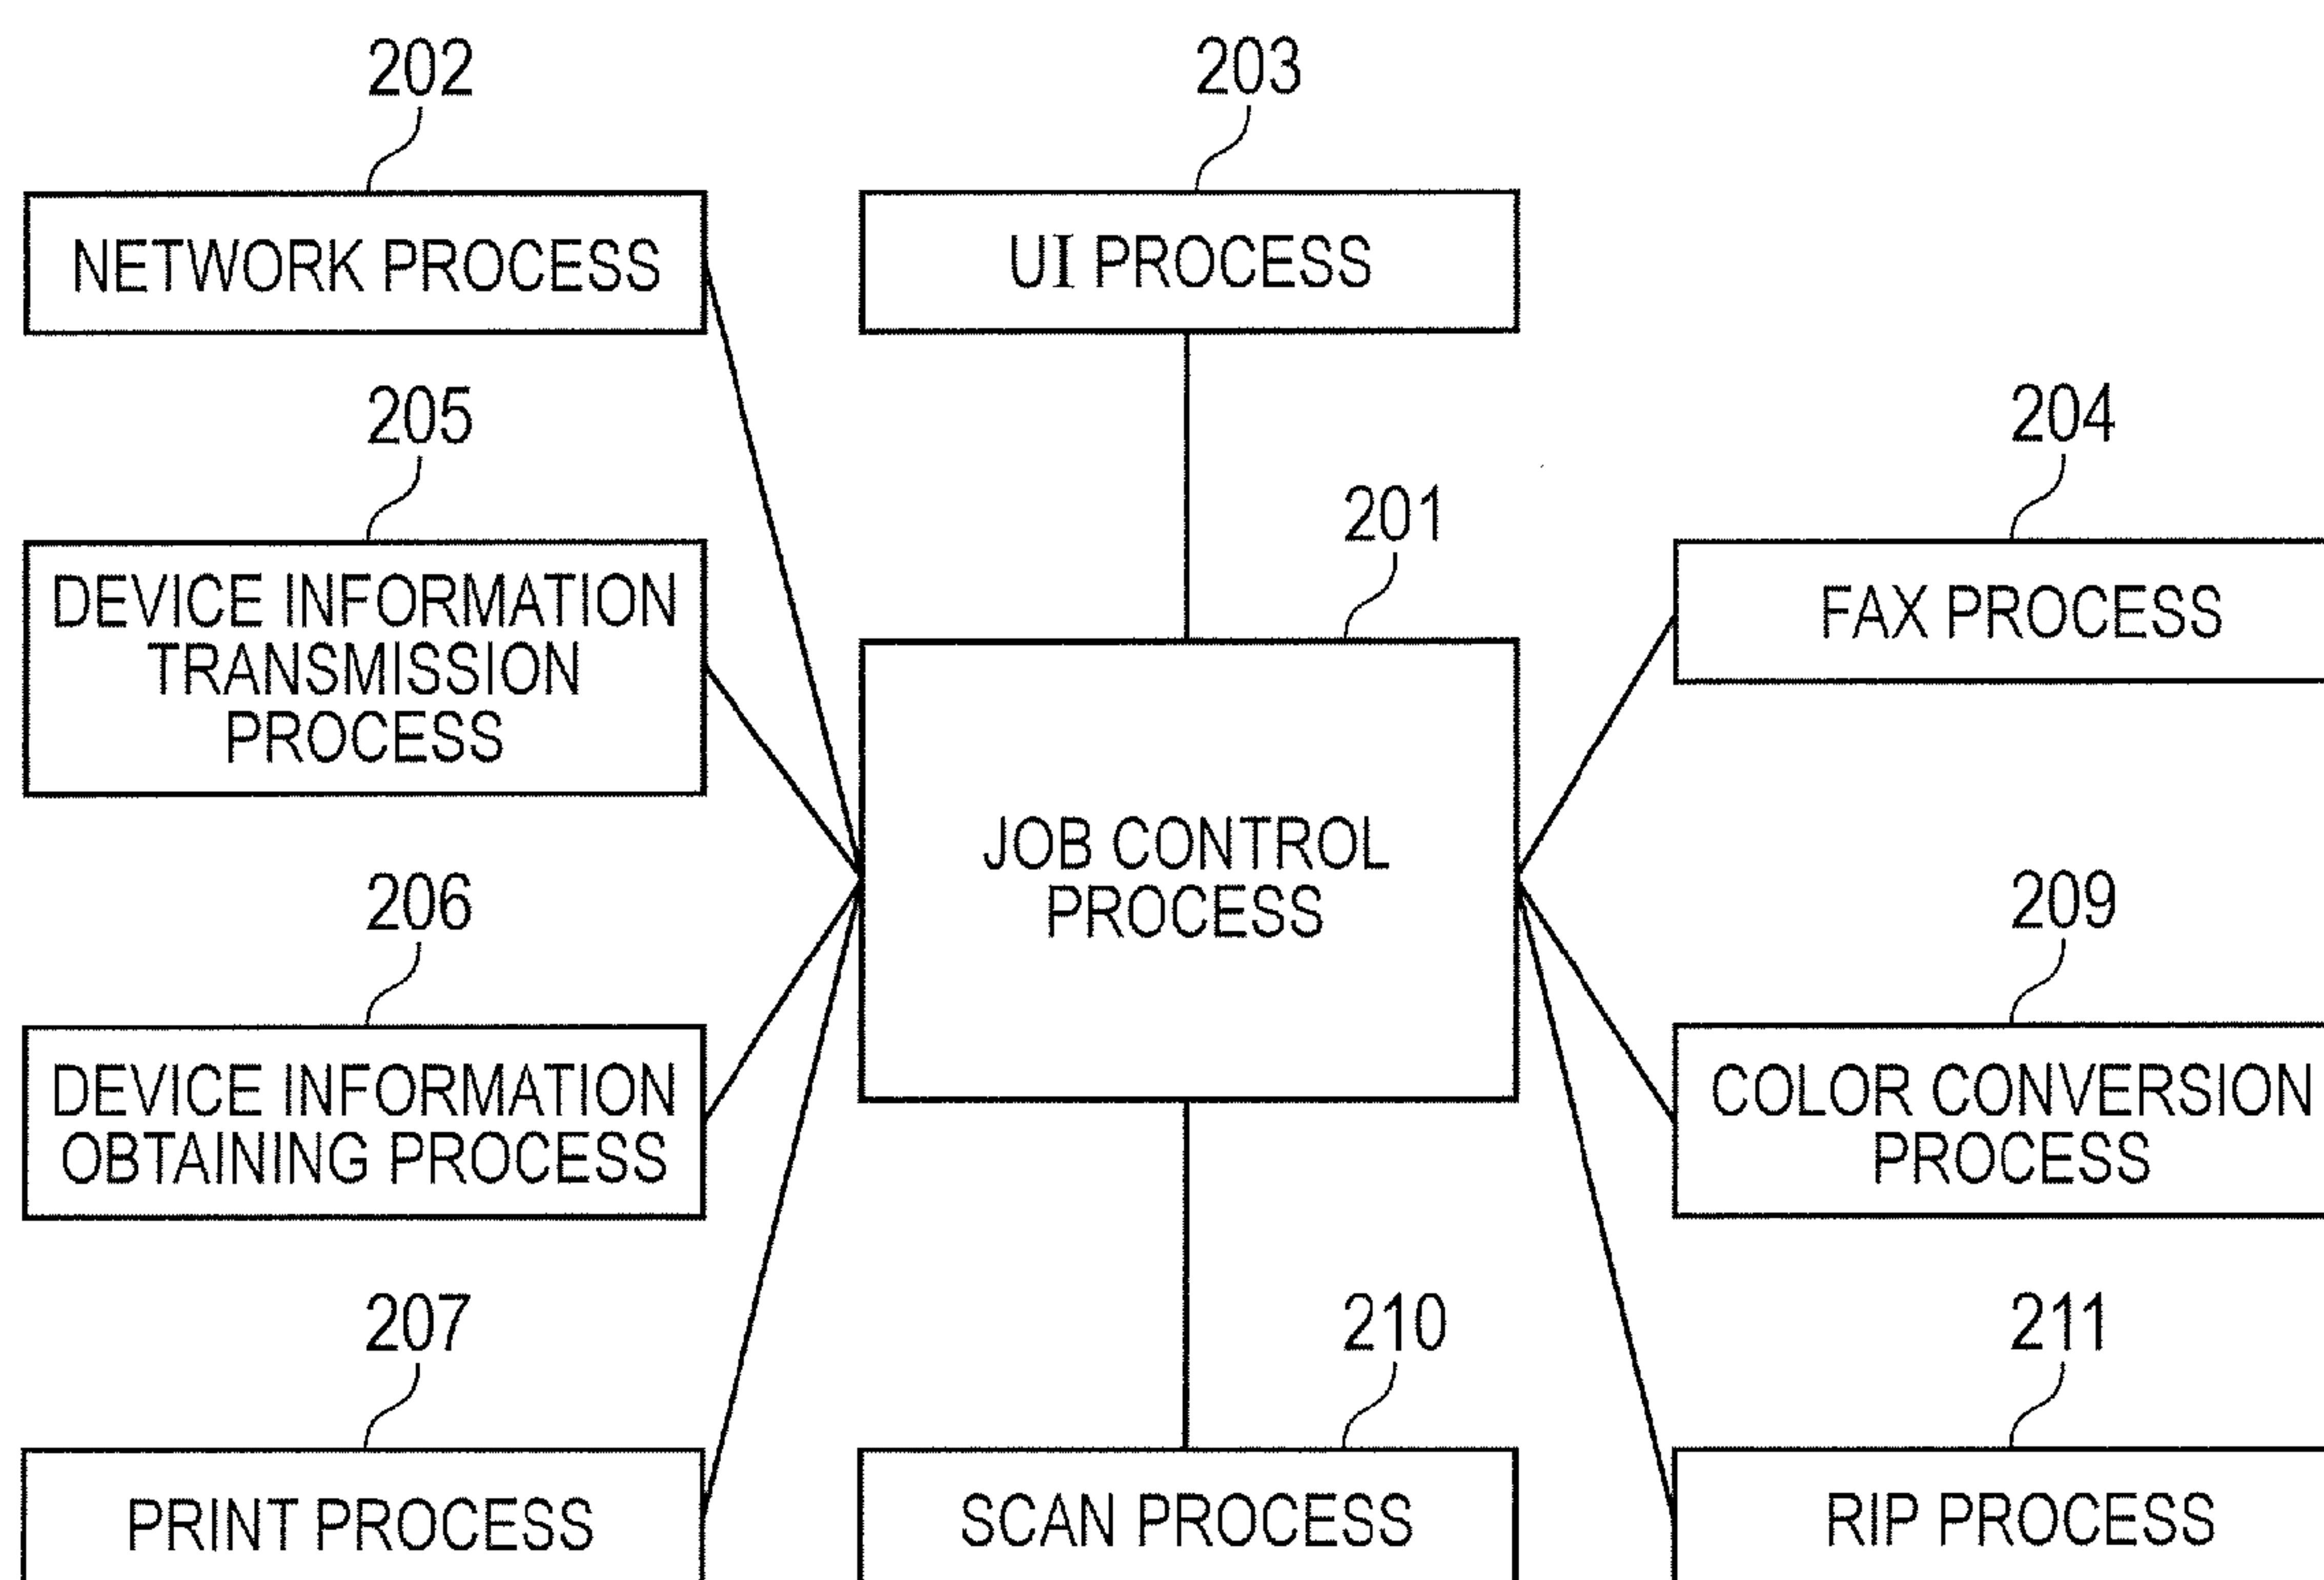 202
203
NETWORK PROCESS
UI PROCESS
205
204
201
DEVICE INFORMATION
TRANSMISSION
PROCESS
FAX PROCESS
JOB CONTROL
PROCESS
206
209
DEVICE INFORMATION
OBTAINING PROCESS
COLOR CONVERSION
PROCESS
207
210
211
PRINT PROCESS
SCAN PROCESS
RIP PROCESS